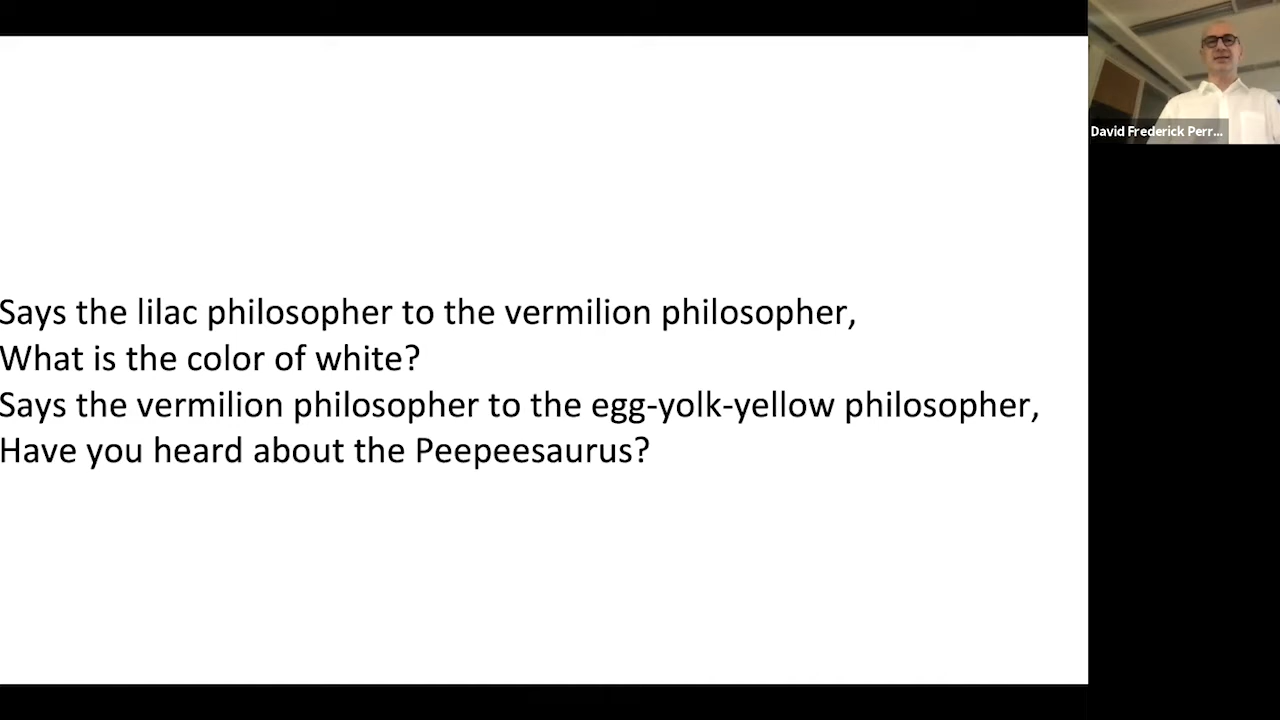 Says the lilac philosopher to the vermilion philosopher,
What is the color of white?
Says the vermilion philosopher to the egg-yolk-yellow philosopher,
Have you heard about the Peepeesaurus?
David Frederick Perr...